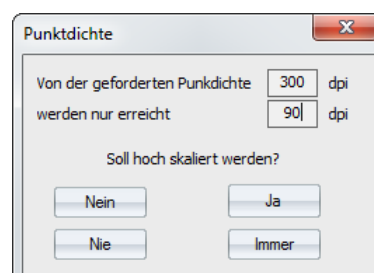 Punktdichte
Von der geforderten Punkdichte 300 dpi
werden nur erreicht 90 dpi
Soll hoch skaliert werden?
Nein Ja
Nie Immer